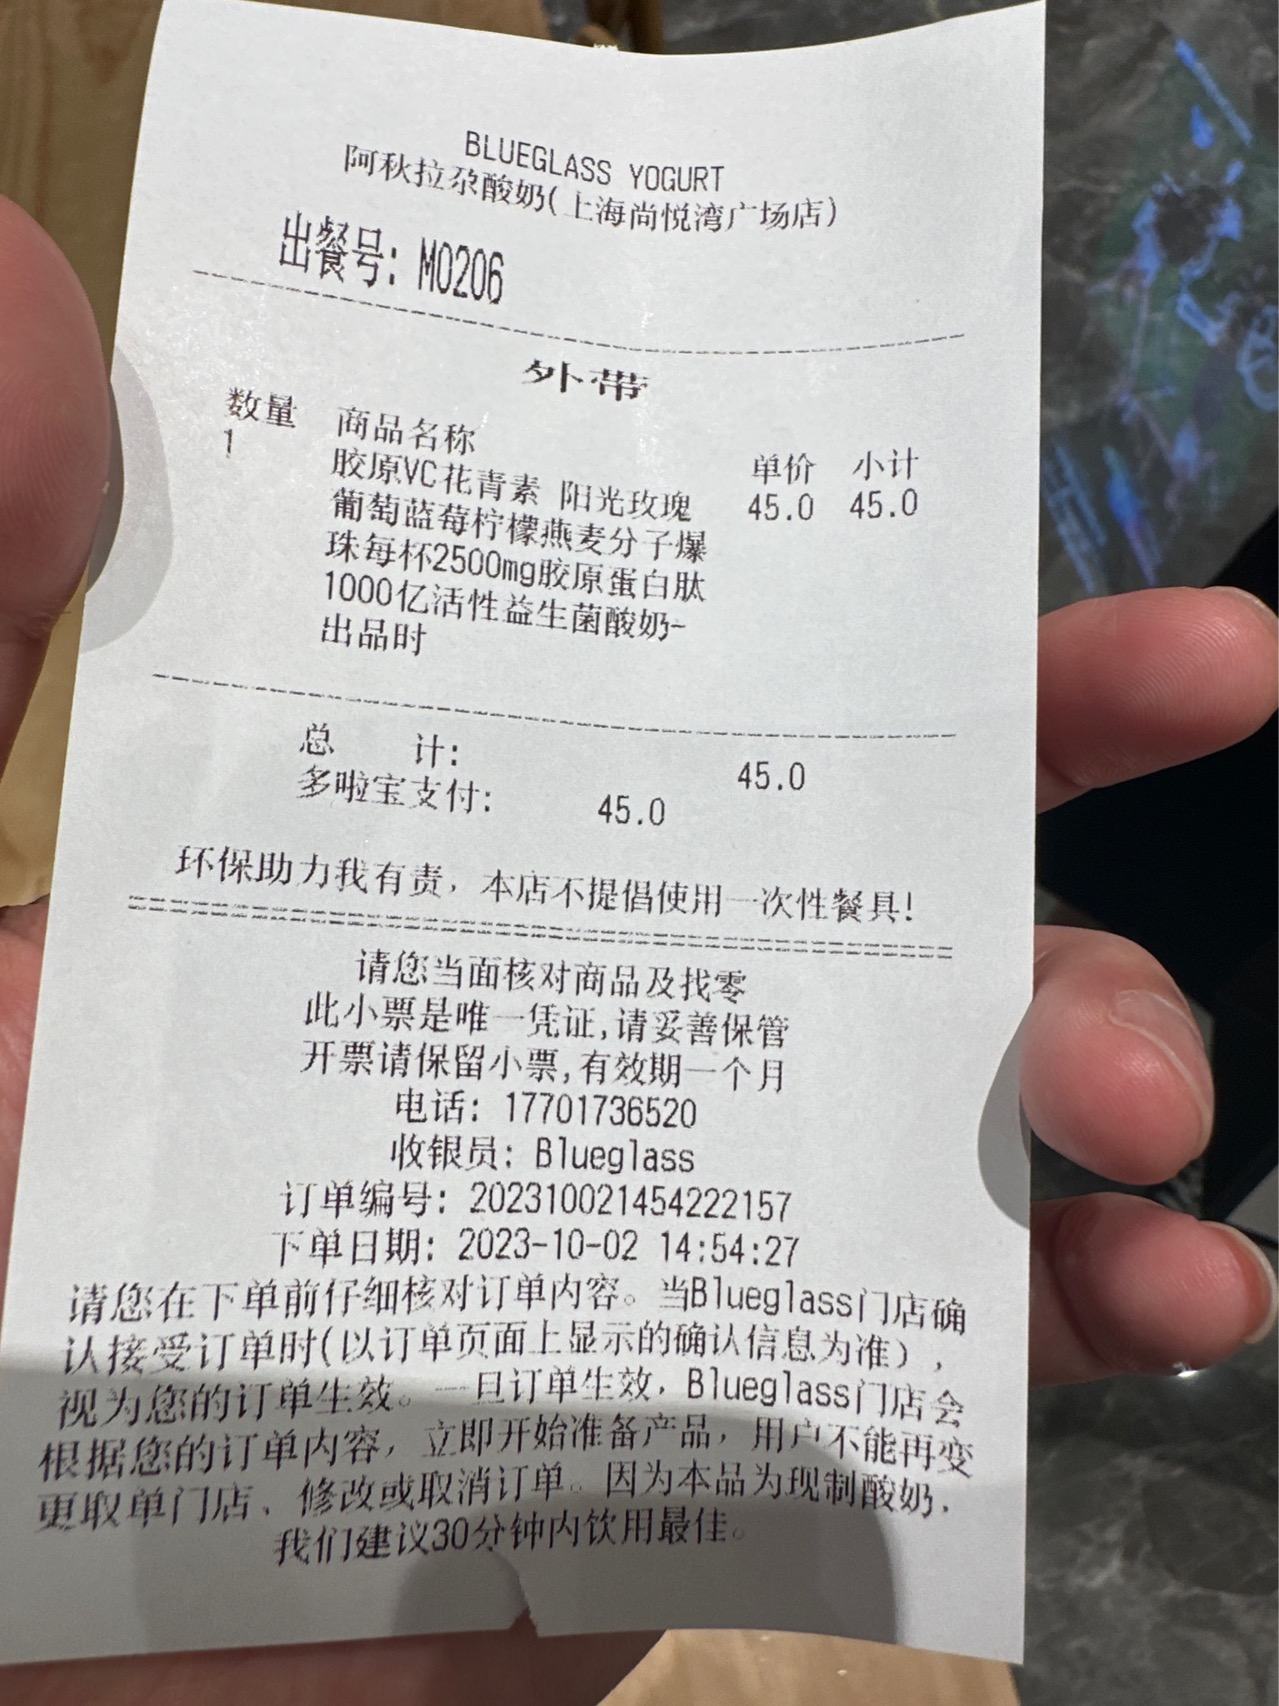 BLUEGLASS YOGURT
阿秋拉尕酸奶(上海尚悦湾广场店)
出餐号: M0206
外带
数量 商品名称 单价 小计
1 胶原VC花青素 阳光玫瑰 45.0 45.0
葡萄蓝莓柠檬燕麦分子爆
珠每杯2500mg胶原蛋白肽
1000亿活性益生菌酸奶-
出品时
总 计: 45.0
多啦宝支付: 45.0
环保助力我有责，本店不提倡使用一次性餐具!
请您当面核对商品及找零
此小票是唯一凭证,请妥善保管
开票请保留小票,有效期一个月
电话: 17701736520
收银员: Blueglass
订单编号: 202310021454222157
下单日期: 2023-10-02 14:54:27
请您在下单前仔细核对订单内容。当Blueglass门店确
认接受订单时(以订单页面上显示的确认信息为准)，
视为您的订单生效。一旦订单生效，Blueglass门店会
根据您的订单内容，立即开始准备产品，用户不能再变
更取单门店、修改或取消订单。因为本品为现制酸奶，
我们建议30分钟内饮用最佳。